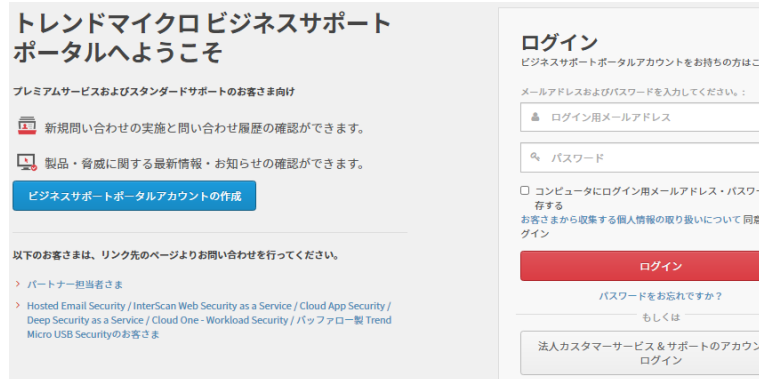 トレンドマイクロ ビジネスサポート
ポータルへようこそ
プレミアムサービスおよびスタンダードサポートのお客さま向け
新規問い合わせの実施と問い合わせ履歴の確認ができます。
製品・脅威に関する最新情報・お知らせの確認ができます。
ビジネスサポートポータルアカウントの作成
以下のお客さまは、リンク先のページよりお問い合わせを行ってください。
パートナー担当者さま
Hosted Email Security / InterScan Web Security as a Service / Cloud App Security /
Deep Security as a Service / Cloud One - Workload Security / バッファロー製 Trend
Micro USB Securityのお客さま
ログイン
ビジネスサポートポータルアカウントをお持ちの方はこ
メールアドレスおよびパスワードを入力してください。:
ログイン用メールアドレス
パスワード
コンピュータにログイン用メールアドレス・パスワー
存する
お客さまから収集する個人情報の取り扱いについて 同意
グイン
ログイン
パスワードをお忘れですか？
もしくは
法人カスタマーサービス & サポートのアカウン
ログイン